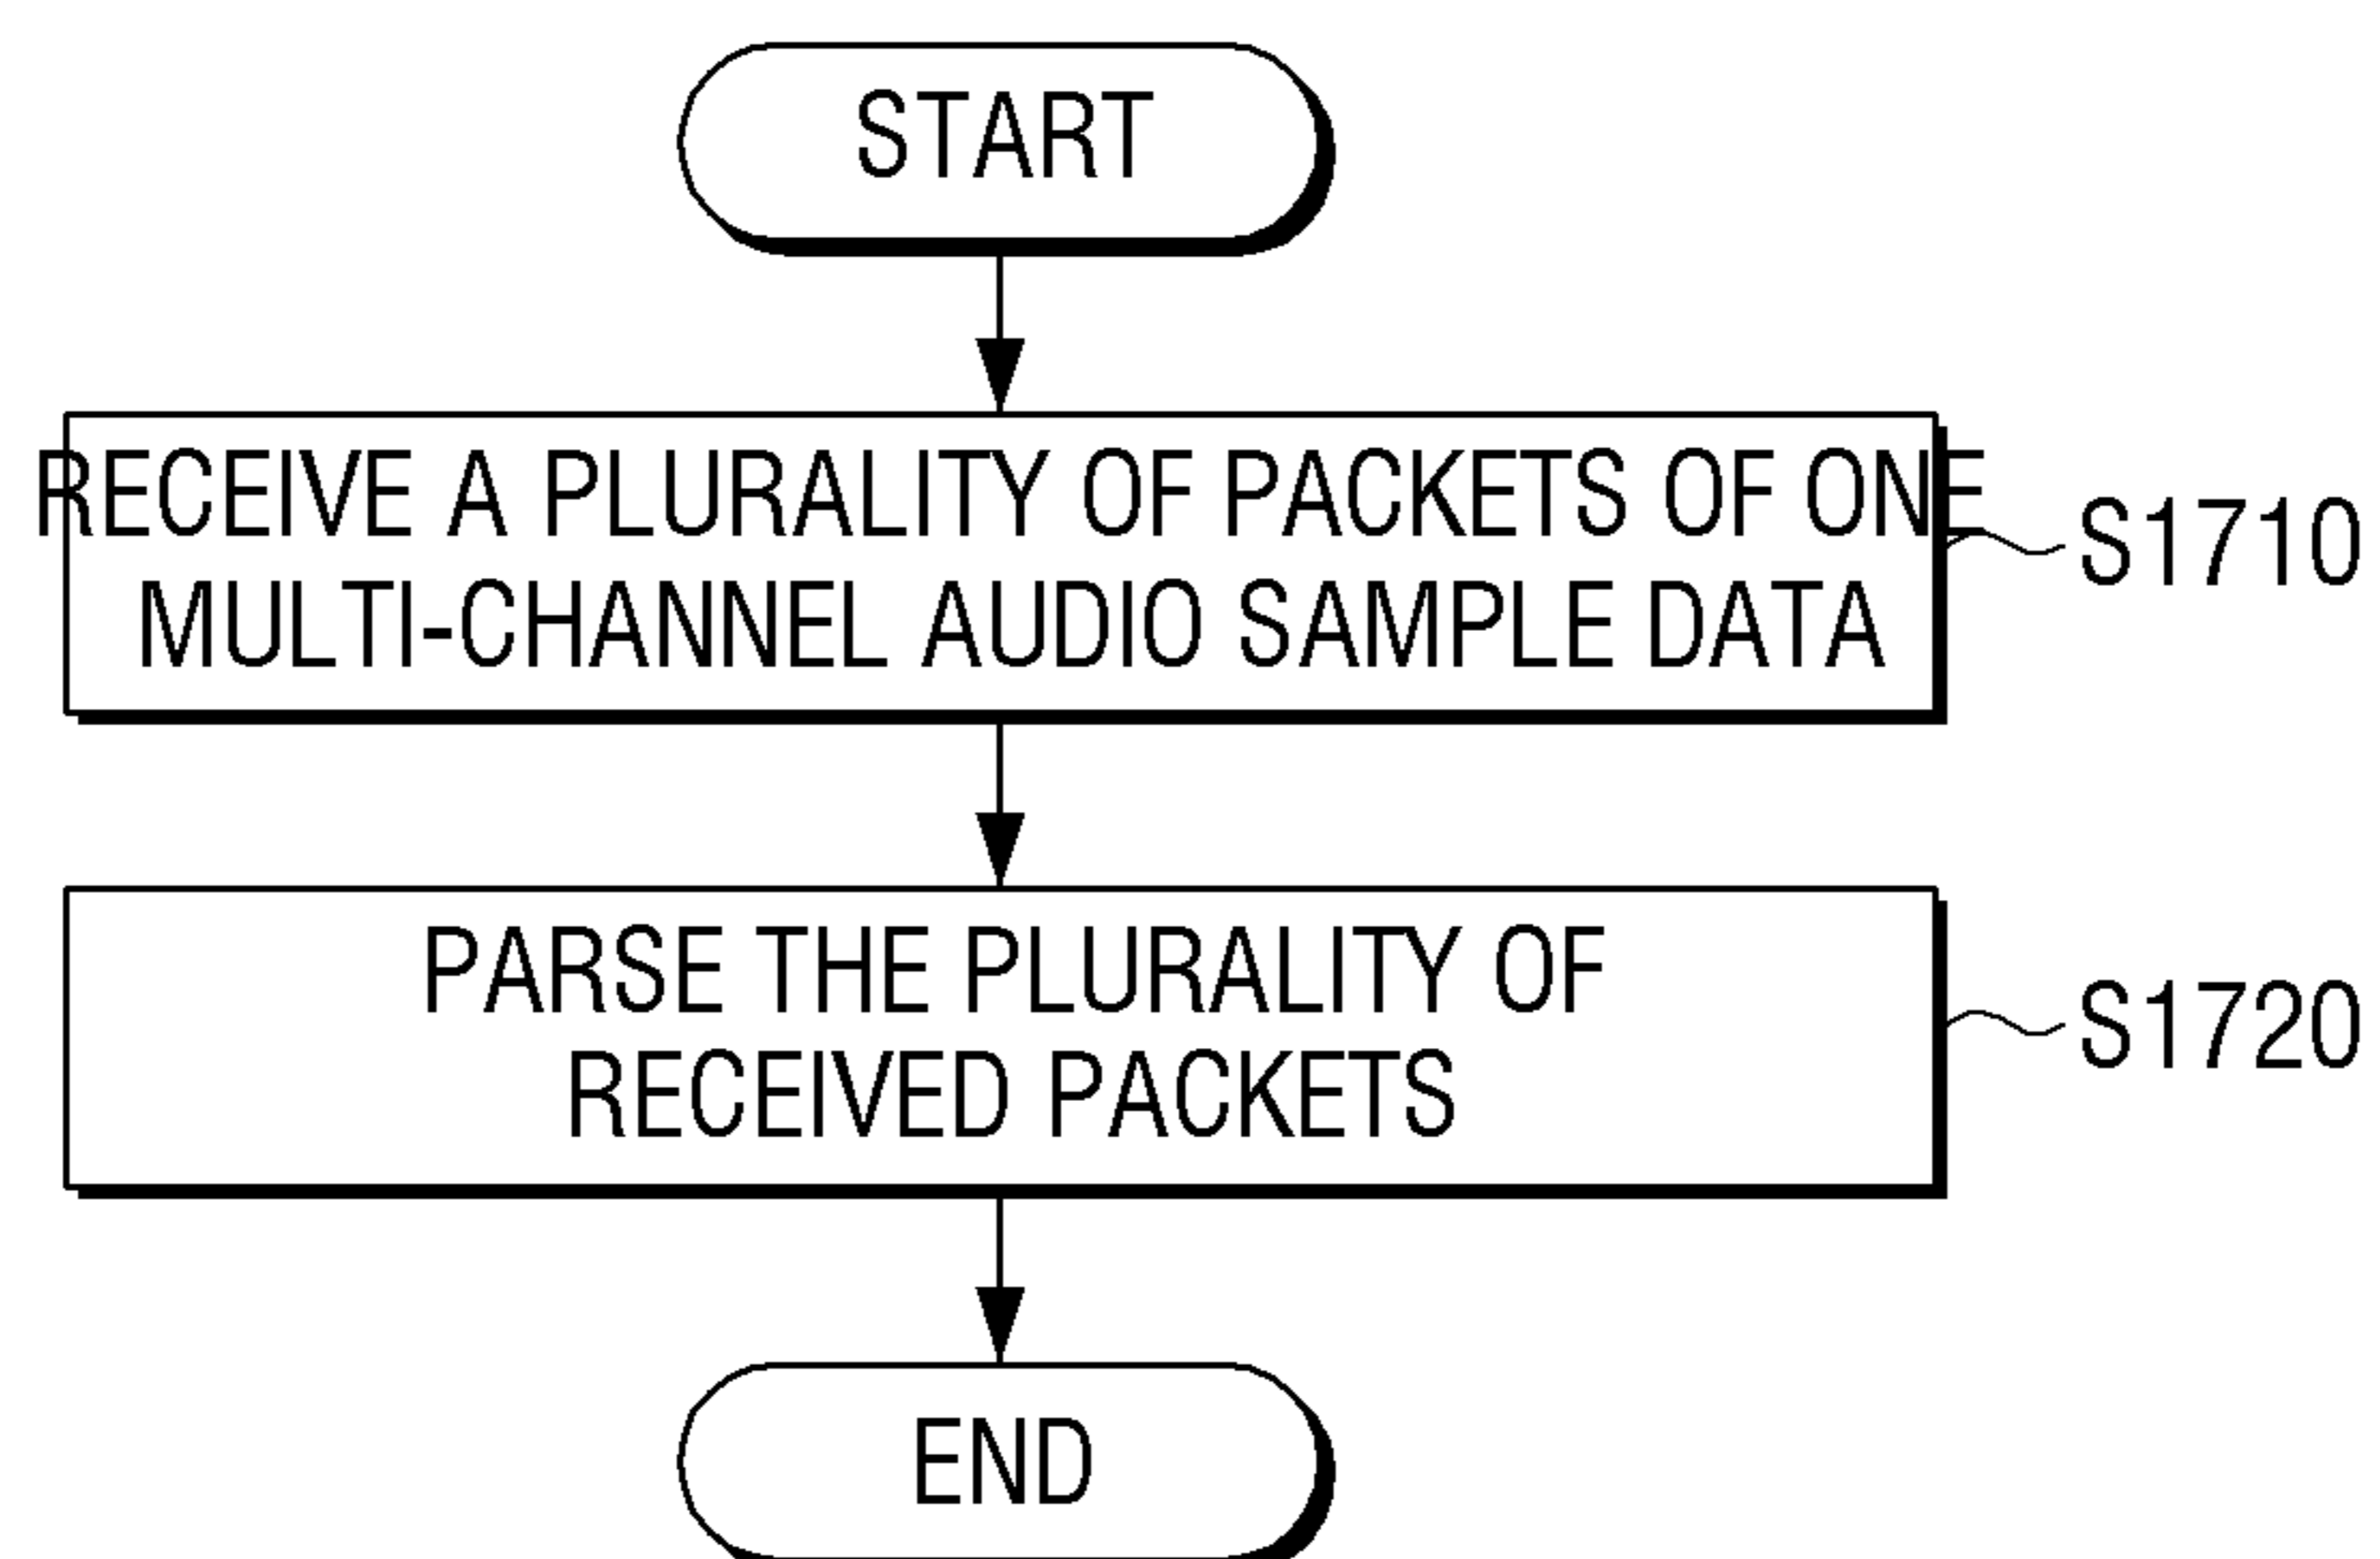 START
RECEIVE A PLURALITY OF PACKETS OF ONE
MULTI-CHANNEL AUDIO SAMPLE DATA
S1710
PARSE THE PLURALITY OF
RECEIVED PACKETS
S1720
END